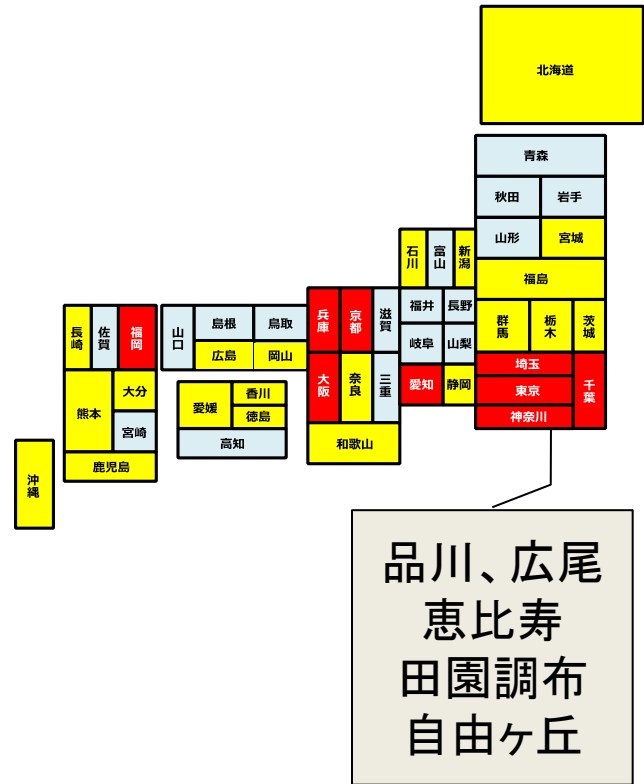 北海道
青森
秋田
岩手
山形
宮城
福島
石川
富山
新潟
群馬
栃木
茨城
福井
長野
岐阜
山梨
愛知
静岡
埼玉
東京
神奈川
千葉
兵庫
京都
滋賀
大阪
奈良
三重
和歌山
山口
島根
鳥取
広島
岡山
愛媛
香川
徳島
高知
長崎
佐賀
福岡
熊本
大分
宮崎
鹿児島
沖縄
品川、広尾
恵比寿
田園調布
自由ヶ丘